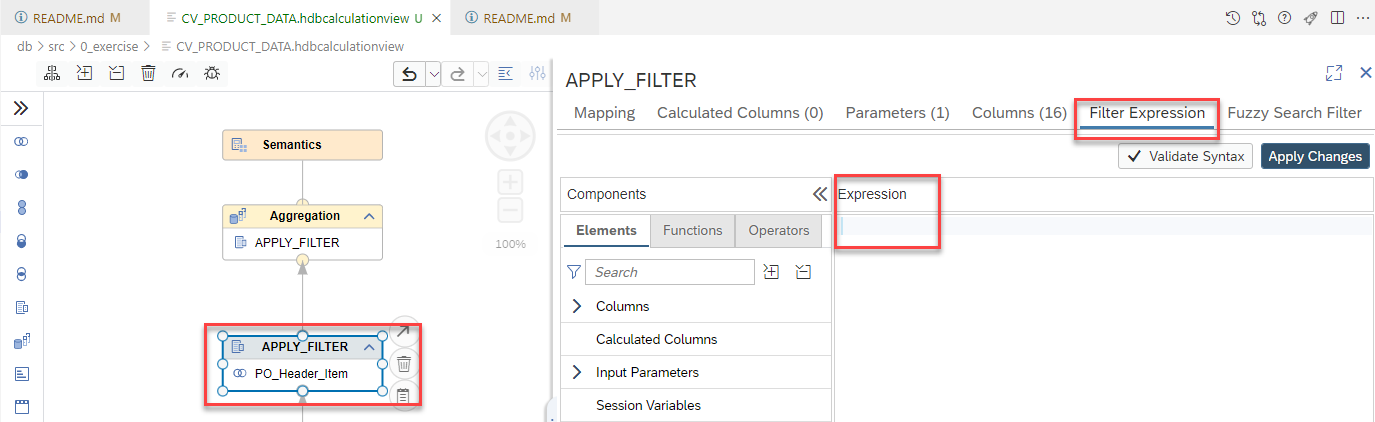 README.md M
CV_PRODUCT_DATA.hdbcalculationview U
README.md M
db > src > 0_exercise > CV_PRODUCT_DATA.hdbcalculationview
APPLY_FILTER
Mapping
Calculated Columns (0)
Parameters (1)
Columns (16)
Filter Expression
Fuzzy Search Filter
Validate Syntax
Apply Changes
Semantics
Aggregation
APPLY_FILTER
100%
APPLY_FILTER
PO_Header_Item
Components
Expression
Elements
Functions
Operators
Search
Columns
Calculated Columns
Input Parameters
Session Variables